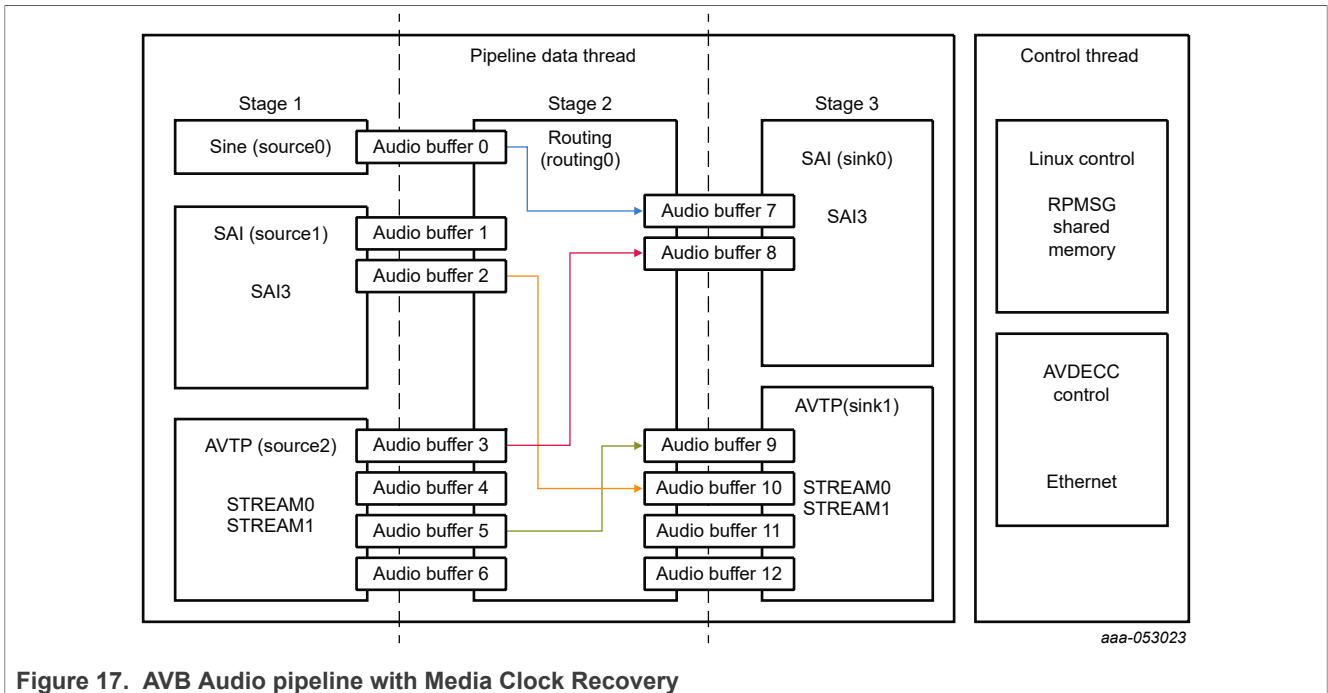 Pipeline data thread
Control thread
Stage 1
Stage 2
Stage 3
Sine (source0)
Audio buffer 0
Routing
(routing0)
SAI (sink0)
SAI3
Audio buffer 7
Audio buffer 8
SAI (source1)
SAI3
Audio buffer 1
Audio buffer 2
AVTP (source2)
STREAM0
STREAM1
Audio buffer 3
Audio buffer 4
Audio buffer 5
Audio buffer 6
AVTP(sink1)
Audio buffer 9
Audio buffer 10
Audio buffer 11
Audio buffer 12
STREAM0
STREAM1
Linux control
RPMSG
shared
memory
AVDECC
control
Ethernet
aaa-053023
Figure 17. AVB Audio pipeline with Media Clock Recovery